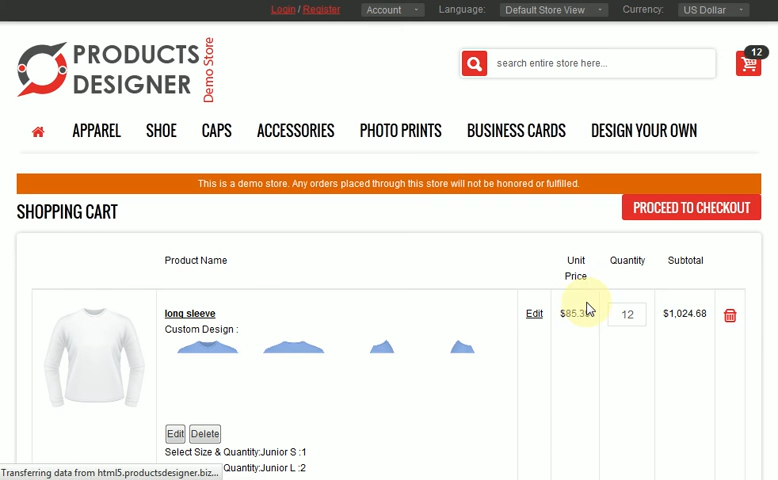 Login / Register
Account
Language:
Default Store View
Currency:
US Dollar
PRODUCTS
DESIGNER
Demo Store
search entire store here...
12
APPAREL
SHOE
CAPS
ACCESSORIES
PHOTO PRINTS
BUSINESS CARDS
DESIGN YOUR OWN
This is a demo store. Any orders placed through this store will not be honored or fulfilled.
SHOPPING CART
PROCEED TO CHECKOUT
Product Name
Unit
Price
Quantity
Subtotal
long sleeve
Custom Design :
Edit
12
$1,024.68
Edit
Delete
Select Size & Quantity:Junior S :1
Quantity:Junior L :2
Transferring data from html5.productsdesigner.biz...